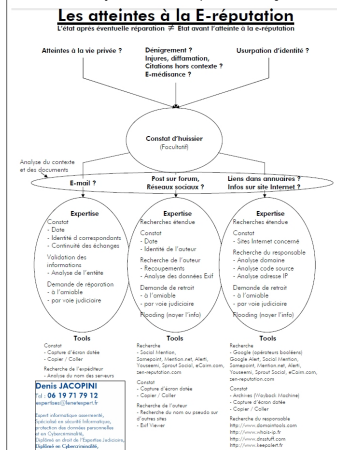 Les atteintes à la E-réputation
L'état après éventuelle réparation ≠ Etat avant l'atteinte à la e-réputation
Atteintes à la vie privée ?
Dénigrement ?
Injures, diffamation,
Citations hors contexte ?
E-médisance ?
Usurpation d'identité ?
Constat d'huissier
(Facultatif)
Analyse du contexte
et des documents
E-mail ?
Post sur forum,
Réseaux sociaux ?
Liens dans annuaires ?
Infos sur site Internet ?
Expertise
Constat
- Date
- Identité d correspondants
- Continuité des échanges
Validation des
informations
- Analyse de l'entête
Demande de réparation
- à l'amiable
- par voie judiciaire
Expertise
Recherches étendue
Constat
- Date
- Identité de l'auteur
Recherche de l'auteur
- Recoupements
- Analyse des données Exif
Demande de retrait
- à l'amiable
- par voie judiciaire
Flooding (noyer l'info)
Expertise
Recherches étendue
Constat
- Sites Internet concerné
Recherche du responsable
- Analyse domaine
- Analyse code source
- Analyse adresse IP
Demande de retrait
- à l'amiable
- par voie judiciaire
Flooding (noyer l'info)
Tools
Constat
- Capture d'écran datée
- Copier / Coller
Recherche de l'expéditeur
- Analyse du nom des serveurs
Tools
Recherche
- Social Mention,
Samepoint, Mention.net, Alerti,
Youseemi, Sprout Social, eCairn.com,
zen-reputation.com
Constat
- Capture d'écran datée
- Copier / Coller
Recherche de l'auteur
- Recherche du nom ou pseudo sur
d'autres sites
- Exif Viewer
Tools
Recherche
- Google (opérateurs booléens)
Google Alert, Social Mention,
Samepoint, Mention.net, Alerti,
Youseemi, Sprout Social, eCairn.com,
zen-reputation.com
Constat
- Archives (Wayback Machine)
- Capture d'écran datée
- Copier / Coller
Recherche du responsable
http://www.domaintools.com
http://www.whois-ip.fr
http://www.dnsstuff.com
http://www.keepalert.fr
Denis JACOPINI
Tel : 06 19 71 79 12
expertises@lenetexpert.fr
Expert informatique assermenté,
Spécialisé en sécurité Informatique,
protection des données personnelles
et en Cybercriminalité,
Diplômé en droit de l'Expertise Judiciaire,
Diplômé en Cybercriminalité,